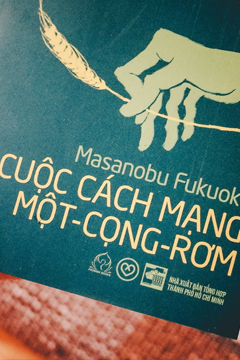 Masanobu Fukuok
CUỘC CÁCH MẠNG
MỘT-CỌNG-RƠM
NHÀ XUẤT BẢN TỔNG HỢP
THÀNH PHỐ HỒ CHÍ MINH